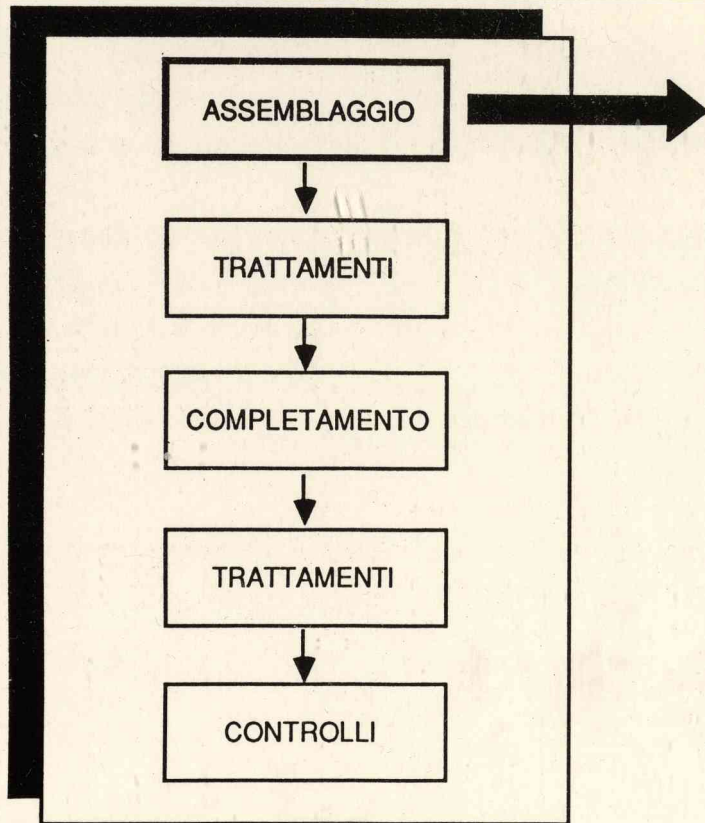 ASSEMBLAGGIO
TRATTAMENTI
COMPLETAMENTO
TRATTAMENTI
CONTROLLI